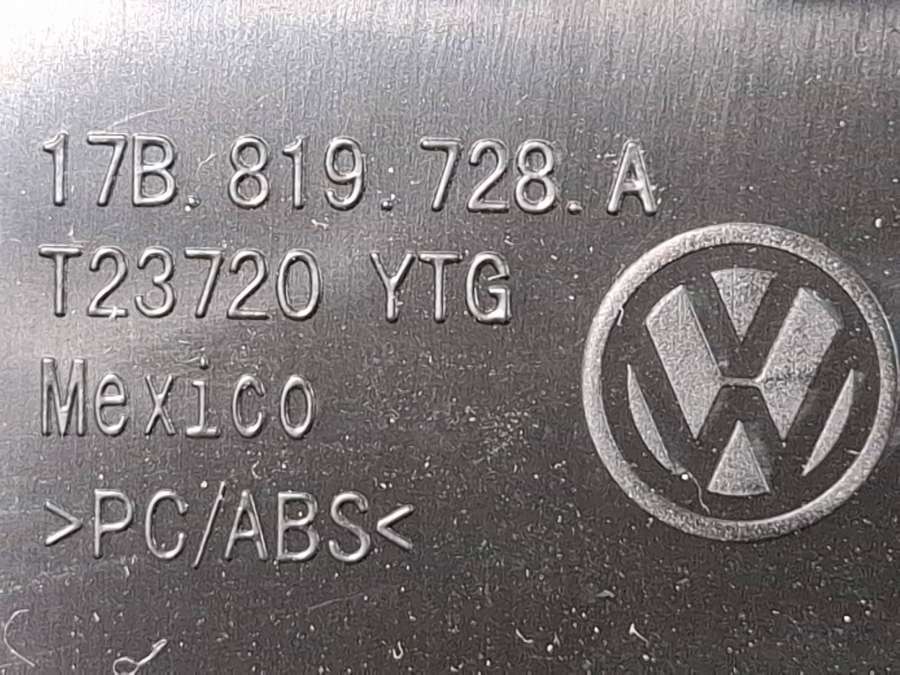 17B.819.728.A
T23720 YTG
Mexico
>PC/ABS<